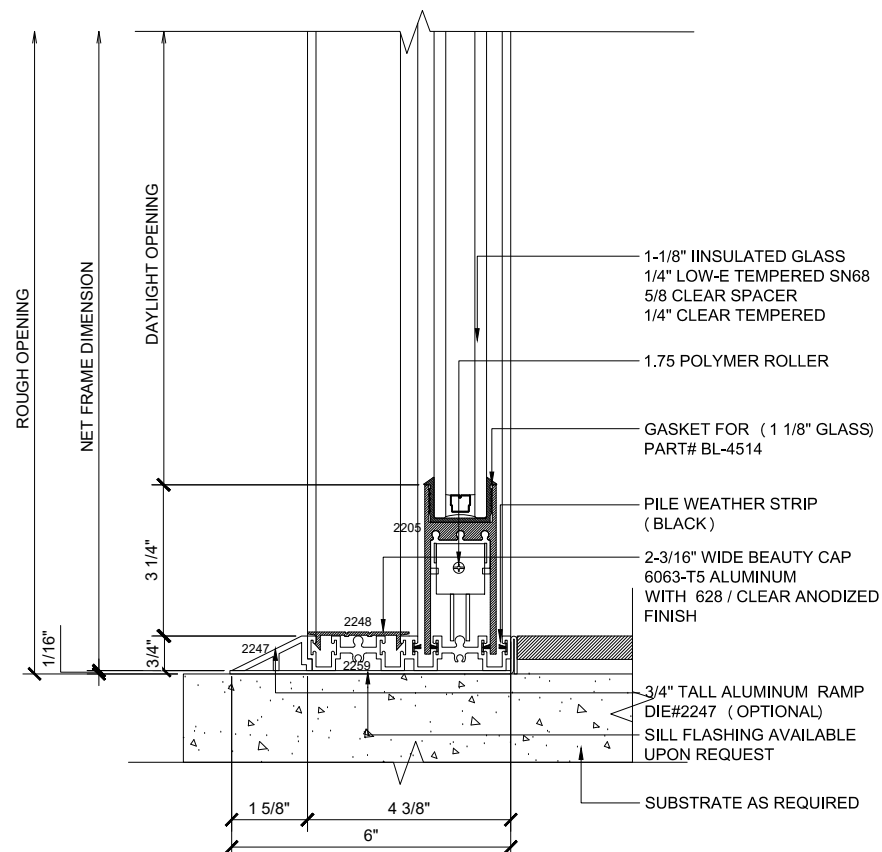 ROUGH OPENING
1/16"
NET FRAME DIMENSION
DAYLIGHT OPENING
3 1/4"
3/4"
1-1/8" IINSULATED GLASS
1/4" LOW-E TEMPERED SN68
5/8 CLEAR SPACER
1/4" CLEAR TEMPERED
1.75 POLYMER ROLLER
GASKET FOR ( 1 1/8" GLASS)
PART# BL-4514
PILE WEATHER STRIP
( BLACK )
2-3/16" WIDE BEAUTY CAP
6063-T5 ALUMINUM
WITH 628 / CLEAR ANODIZED
FINISH
3/4" TALL ALUMINUM RAMP
DIE#2247 ( OPTIONAL)
SILL FLASHING AVAILABLE
UPON REQUEST
SUBSTRATE AS REQUIRED
2205
2248
2247
2259
1 5/8"
4 3/8"
6"